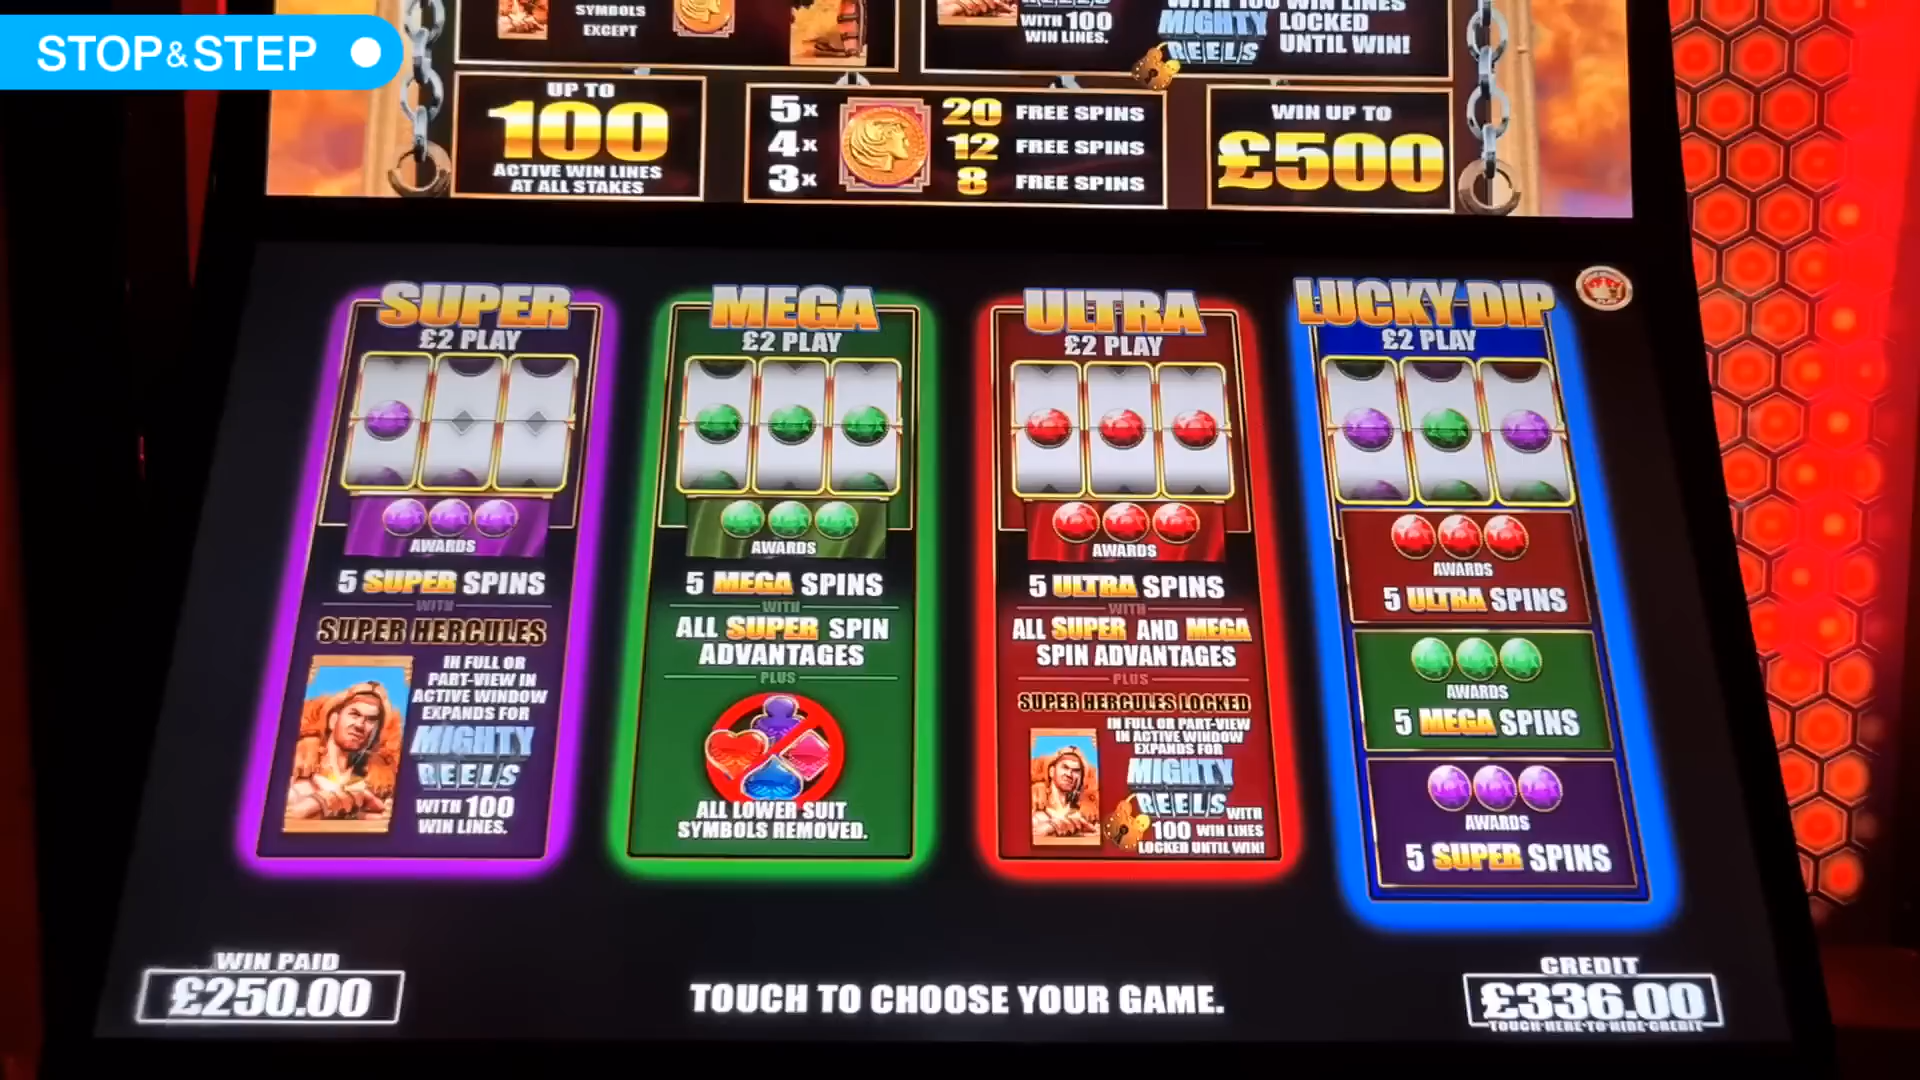 STOP&STEP
SYMBOLS
EXCEPT
WITH 100
WIN LINES.
WITH 100 WIN LINES
MIGHTY LOCKED
REELS UNTIL WIN!
UP TO
100
ACTIVE WIN LINES
AT ALL STAKES
5x 20 FREE SPINS
4x 12 FREE SPINS
3x 8 FREE SPINS
WIN UP TO
£500
SUPER
£2 PLAY
AWARDS
5 SUPER SPINS
WITH
SUPER HERCULES
IN FULL OR
PART-VIEW IN
ACTIVE WINDOW
EXPANDS FOR
MIGHTY
REELS
WITH 100
WIN LINES.
MEGA
£2 PLAY
AWARDS
5 MEGA SPINS
WITH
ALL SUPER SPIN
ADVANTAGES
PLUS
ALL LOWER SUIT
SYMBOLS REMOVED.
ULTRA
£2 PLAY
AWARDS
5 ULTRA SPINS
WITH
ALL SUPER AND MEGA
SPIN ADVANTAGES
PLUS
SUPER HERCULES LOCKED
IN FULL OR PART-VIEW
IN ACTIVE WINDOW
EXPANDS FOR
MIGHTY
REELS WITH
100 WIN LINES
LOCKED UNTIL WIN!
LUCKY DIP
£2 PLAY
AWARDS
5 ULTRA SPINS
AWARDS
5 MEGA SPINS
AWARDS
5 SUPER SPINS
WIN PAID
£250.00
TOUCH TO CHOOSE YOUR GAME.
CREDIT
£336.00
TOUCH HERE TO HIDE CREDIT